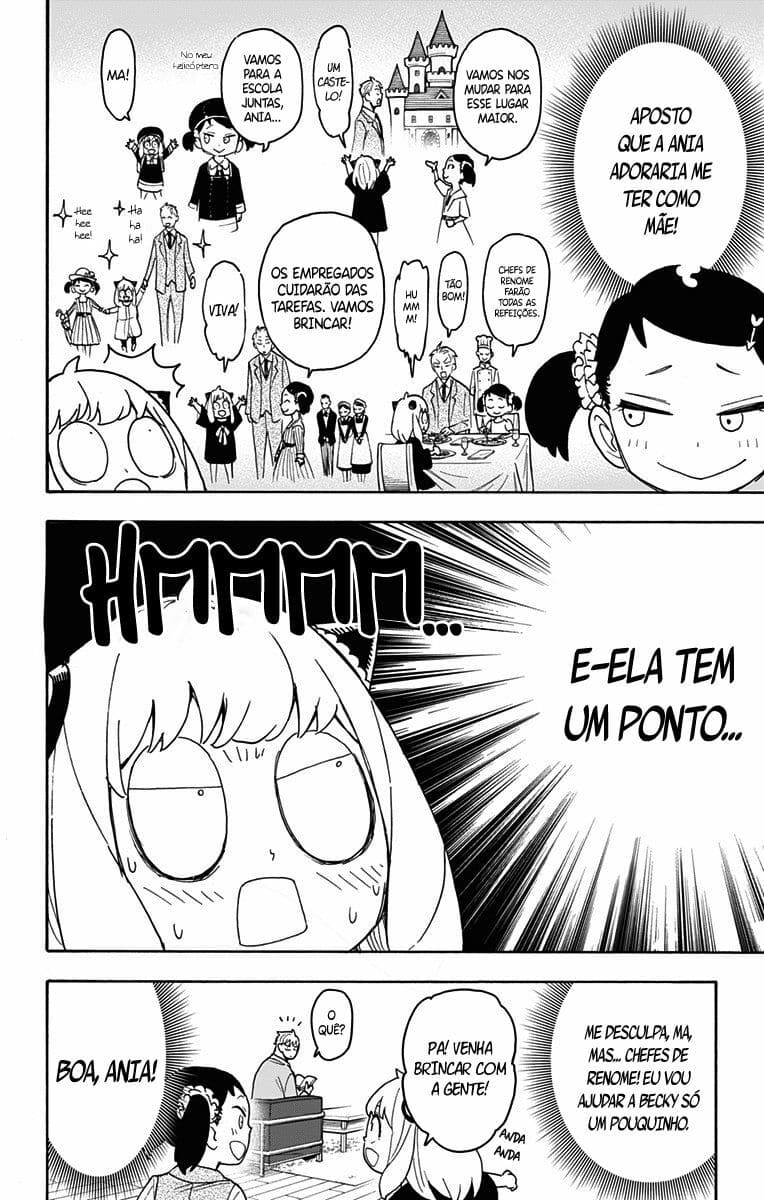 APOSTO
QUE A ANIA
ADORARIA ME
TER COMO
MÃE!
VAMOS NOS
MUDAR PARA
ESSE LUGAR
MAIOR.
UM
CASTE-
LO!
VAMOS
PARA A
ESCOLA
JUNTAS,
ANIA...
No meu
helicóptero
MA!
CHEFS DE
RENOME
FARÃO
TODAS AS
REFEIÇÕES.
TÃO
BOM!
HU
MM
M!
OS EMPREGADOS
CUIDARÃO DAS
TAREFAS. VAMOS
BRINCAR!
VIVA!
Ha
ha
ha!
Hee
hee
hee!
E-ELA TEM
UM PONTO...
HMMMM...
ME DESCULPA, MA,
MAS... CHEFES DE
RENOME! EU VOU
AJUDAR A BECKY SÓ
UM POUQUINHO.
PA! VENHA
BRINCAR COM
A GENTE!
ANDA
ANDA
O
QUÊ?
BOA, ANIA!